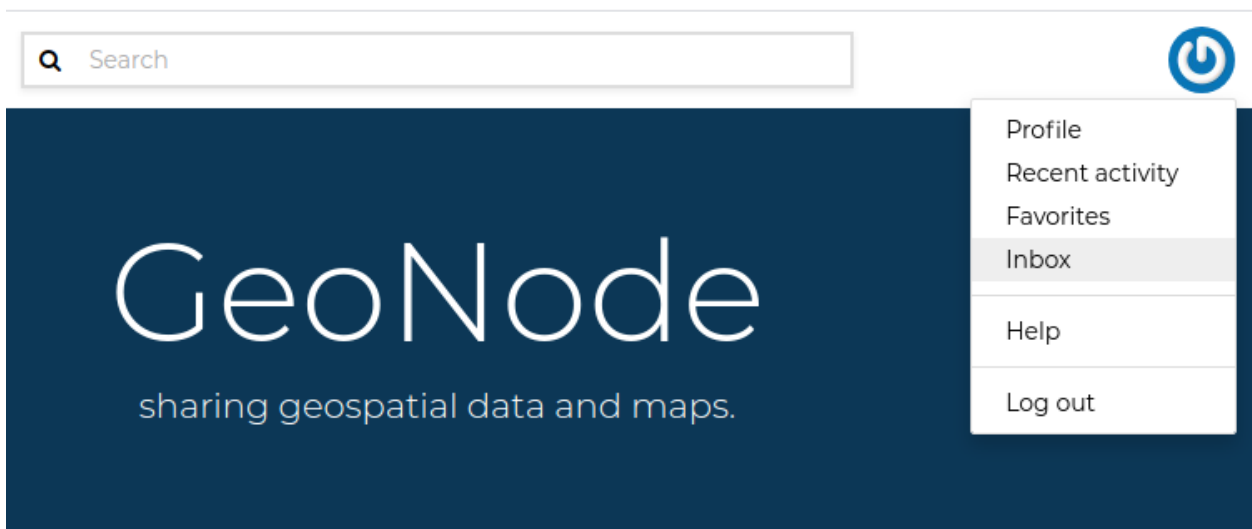 Search
Profile
Recent activity
Favorites
Inbox
Help
Log out
GeoNode
sharing geospatial data and maps.